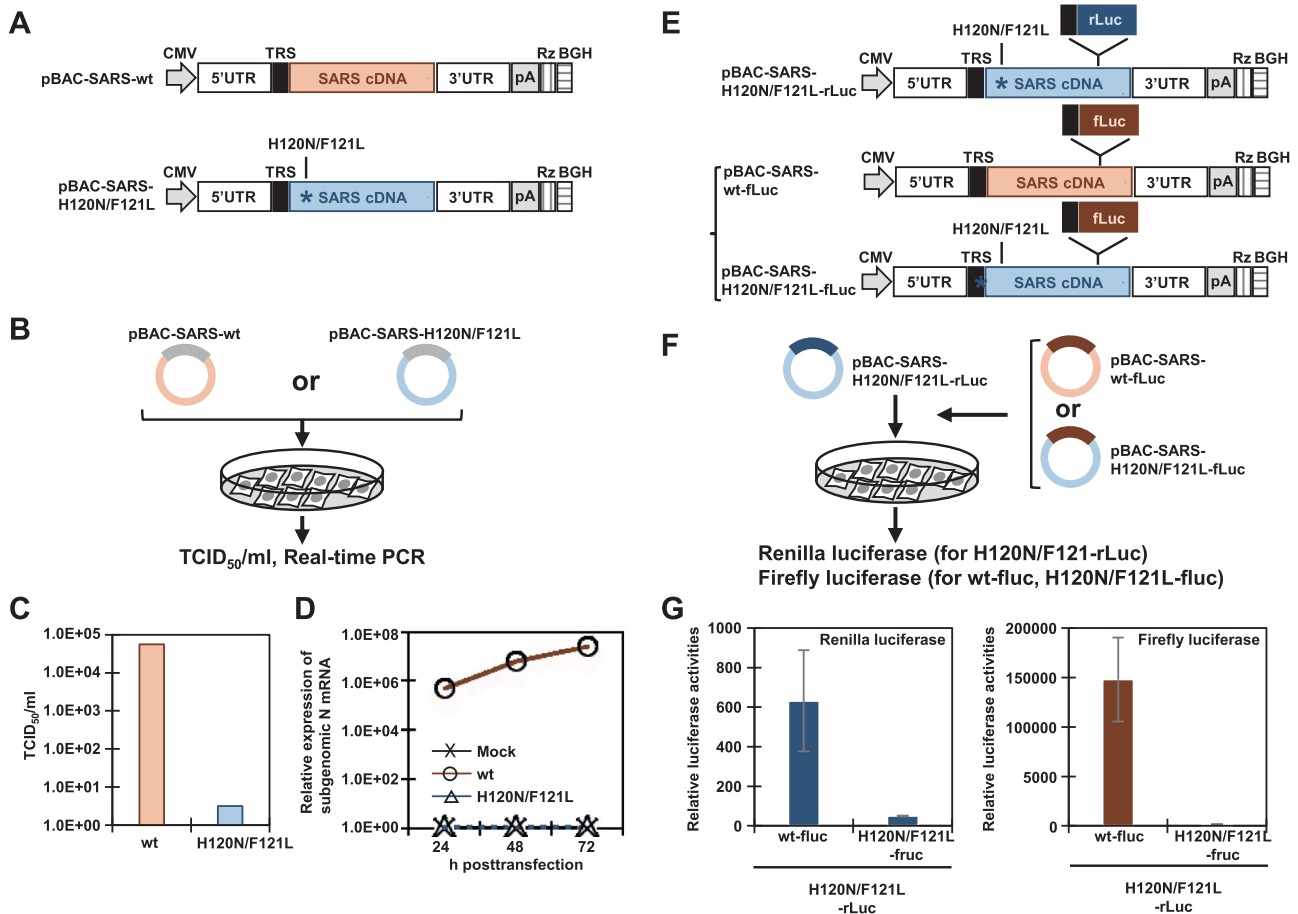 A
CMV
TRS
Rz BGH
pBAC-SARS-wt
5'UTR
SARS cDNA
3'UTR
pA
H120N/F121L
CMV
TRS
Rz BGH
pBAC-SARS-
H120N/F121L
5'UTR
* SARS cDNA
3'UTR
pA
B
pBAC-SARS-wt
or
pBAC-SARS-H120N/F121L
TCID50/ml, Real-time PCR
C
TCID50/ml
1.0E+05
1.0E+04
1.0E+03
1.0E+02
1.0E+01
1.0E+00
wt
H120N/F121L
D
Relative expression of
subgenomic N mRNA
1.0E+08
1.0E+06
1.0E+04
1.0E+02
1.0E+00
Mock
wt
H120N/F121L
24
48
72
h posttransfection
E
rLuc
H120N/F121L
CMV
TRS
Rz BGH
pBAC-SARS-
H120N/F121L-rLuc
5'UTR
* SARS cDNA
3'UTR
pA
fLuc
CMV
TRS
Rz BGH
pBAC-SARS-
wt-fLuc
5'UTR
SARS cDNA
3'UTR
pA
fLuc
H120N/F121L
CMV
TRS
Rz BGH
pBAC-SARS-
H120N/F121L-fLuc
5'UTR
* SARS cDNA
3'UTR
pA
F
pBAC-SARS-
H120N/F121L-rLuc
pBAC-SARS-
wt-fLuc
or
pBAC-SARS-
H120N/F121L-fLuc
Renilla luciferase (for H120N/F121-rLuc)
Firefly luciferase (for wt-fluc, H120N/F121L-fluc)
G
Relative luciferase activities
1000
800
600
400
200
0
Renilla luciferase
wt-fluc
H120N/F121L
-fruc
H120N/F121L
-rLuc
Relative luciferase activities
200000
150000
100000
50000
0
Firefly luciferase
wt-fluc
H120N/F121L
-fruc
H120N/F121L
-rLuc